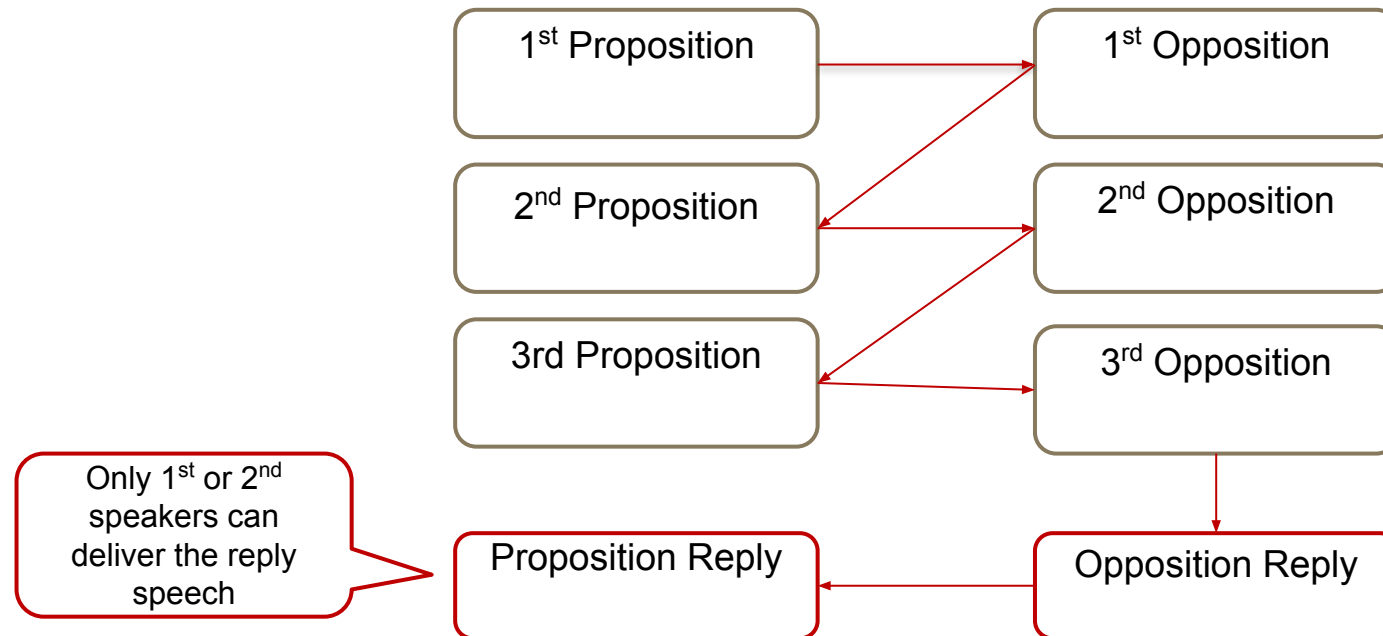 1st Proposition
1st Opposition
2nd Proposition
2nd Opposition
3rd Proposition
3rd Opposition
Only 1st or 2nd
speakers can
deliver the reply
speech
Proposition Reply
Opposition Reply